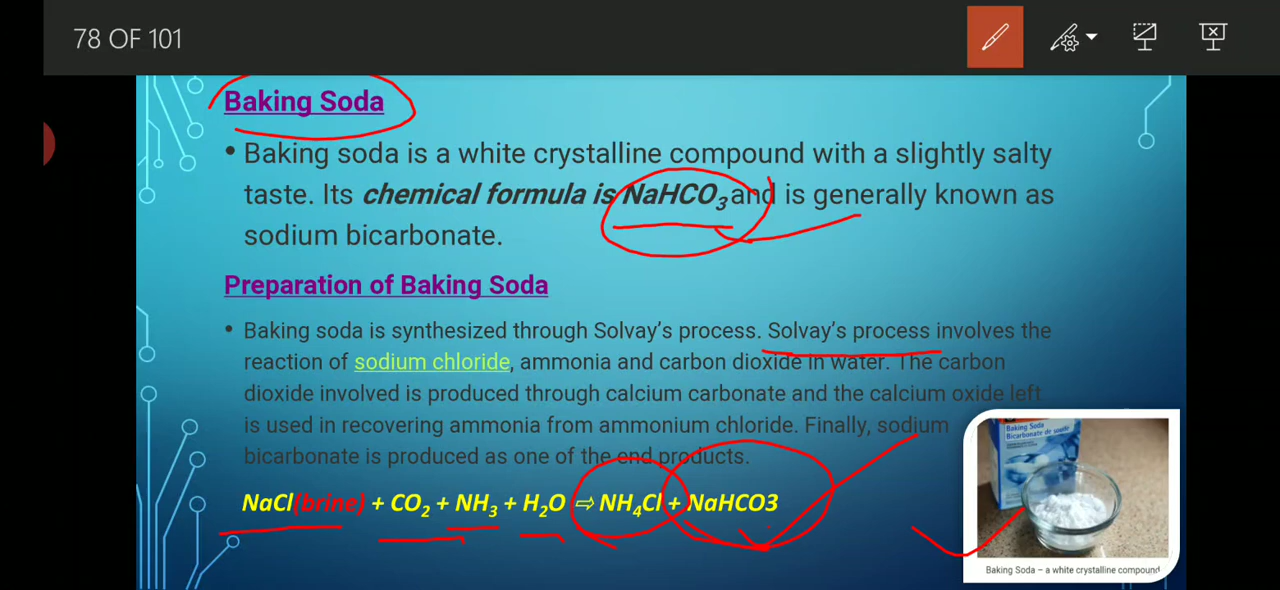 78 OF 101
Baking Soda
• Baking soda is a white crystalline compound with a slightly salty
taste. Its chemical formula is NaHCO₃ and is generally known as
sodium bicarbonate.
Preparation of Baking Soda
• Baking soda is synthesized through Solvay's process. Solvay's process involves the
reaction of sodium chloride, ammonia and carbon dioxide in water. The carbon
dioxide involved is produced through calcium carbonate and the calcium oxide left
is used in recovering ammonia from ammonium chloride. Finally, sodium
bicarbonate is produced as one of the end products.
NaCl(brine) + CO₂ + NH₃ + H₂O ⇨ NH₄Cl + NaHCO3
Baking Soda
Bicarbonate de soude
Baking Soda – a white crystalline compound